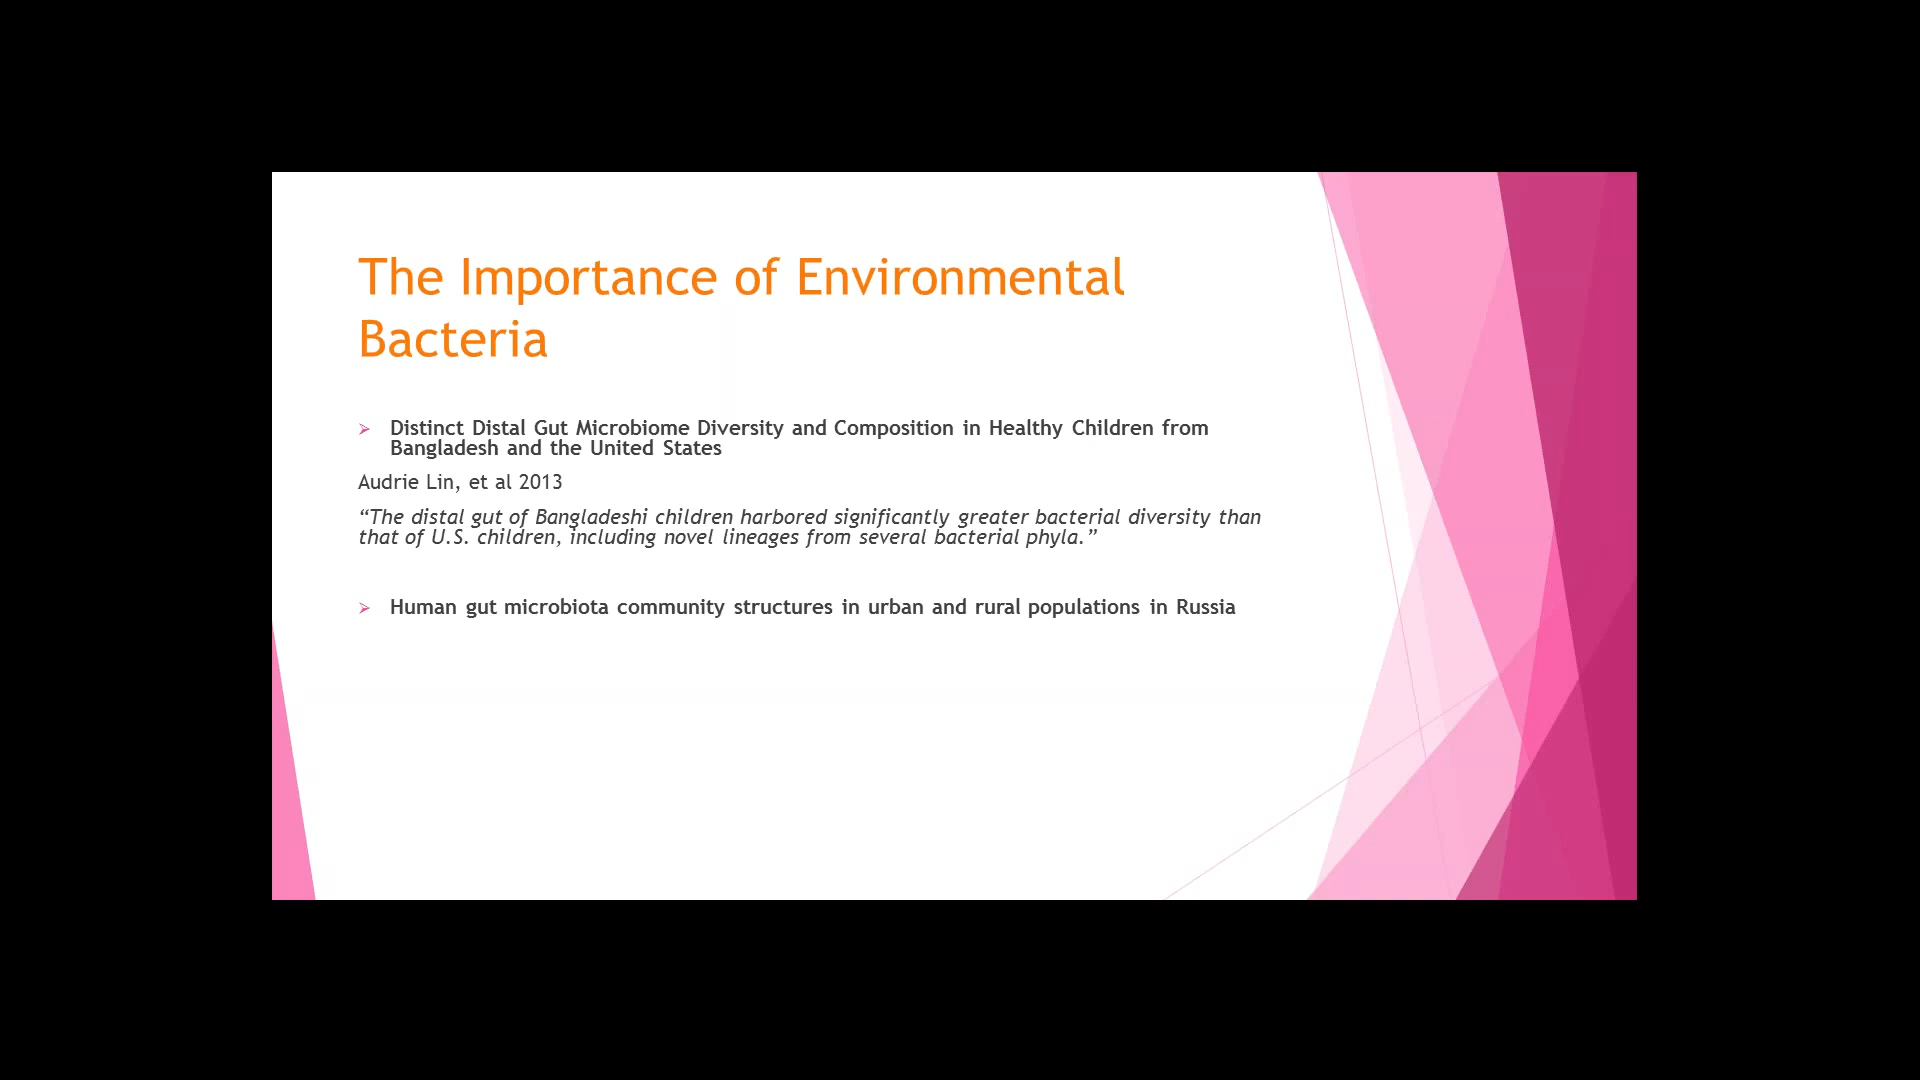 The Importance of Environmental
Bacteria
Distinct Distal Gut Microbiome Diversity and Composition in Healthy Children from
Bangladesh and the United States
Audrie Lin, et al 2013
“The distal gut of Bangladeshi children harbored significantly greater bacterial diversity than
that of U.S. children, including novel lineages from several bacterial phyla.”
Human gut microbiota community structures in urban and rural populations in Russia